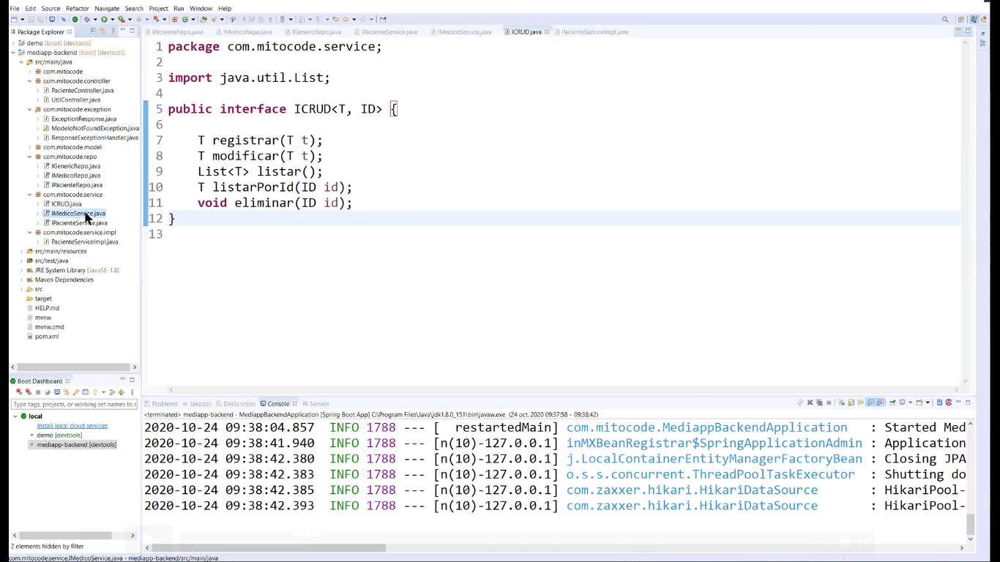 File Edit Source Refactor Navigate Search Project Run Window Help
Package Explorer
IPacienteRepo.java IMedicoRepo.java IGenericRepo.java IPacienteService.java IMedicoService.java ICRUD.java PacienteServiceImpl.java
demo [boot] [devtools]
mediapp-backend [boot] [devtools]
src/main/java
com.mitocode
com.mitocode.controller
PacienteController.java
UtilController.java
com.mitocode.exception
ExceptionResponse.java
ModeloNotFoundException.java
ResponseExceptionHandler.java
com.mitocode.model
com.mitocode.repo
IGenericRepo.java
IMedicoRepo.java
IPacienteRepo.java
com.mitocode.service
ICRUD.java
IMedicoService.java
IPacienteService.java
com.mitocode.service.impl
PacienteServiceImpl.java
src/main/resources
src/test/java
JRE System Library [JavaSE-1.8]
Maven Dependencies
src
target
HELP.md
mvnw
mvnw.cmd
pom.xml
1 package com.mitocode.service;
2
3 import java.util.List;
4
5 public interface ICRUD<T, ID> {
6
7 T registrar(T t);
8 T modificar(T t);
9 List<T> listar();
10 T listarPorId(ID id);
11 void eliminar(ID id);
12 }
13
Boot Dashboard
Type tags, projects, or working set names to r
local
Install local cloud services
demo [devtools]
mediapp-backend [devtools]
2 elements hidden by filter
Problems Javadoc Declaration Console Servers
<terminated> mediapp-backend - MediappBackendApplication [Spring Boot App] C:\Program Files\Java\jdk1.8.0_151\bin\javaw.exe (24 oct. 2020 09:37:58 – 09:38:42)
2020-10-24 09:38:04.857 INFO 1788 --- [ restartedMain] com.mitocode.MediappBackendApplication : Started Med
2020-10-24 09:38:41.940 INFO 1788 --- [n(10)-127.0.0.1] inMXBeanRegistrar$SpringApplicationAdmin : Application
2020-10-24 09:38:42.380 INFO 1788 --- [n(10)-127.0.0.1] j.LocalContainerEntityManagerFactoryBean : Closing JPA
2020-10-24 09:38:42.383 INFO 1788 --- [n(10)-127.0.0.1] o.s.s.concurrent.ThreadPoolTaskExecutor : Shutting do
2020-10-24 09:38:42.385 INFO 1788 --- [n(10)-127.0.0.1] com.zaxxer.hikari.HikariDataSource : HikariPool-
2020-10-24 09:38:42.393 INFO 1788 --- [n(10)-127.0.0.1] com.zaxxer.hikari.HikariDataSource : HikariPool-
com.mitocode.service.IMedicoService.java - mediapp-backend/src/main/java